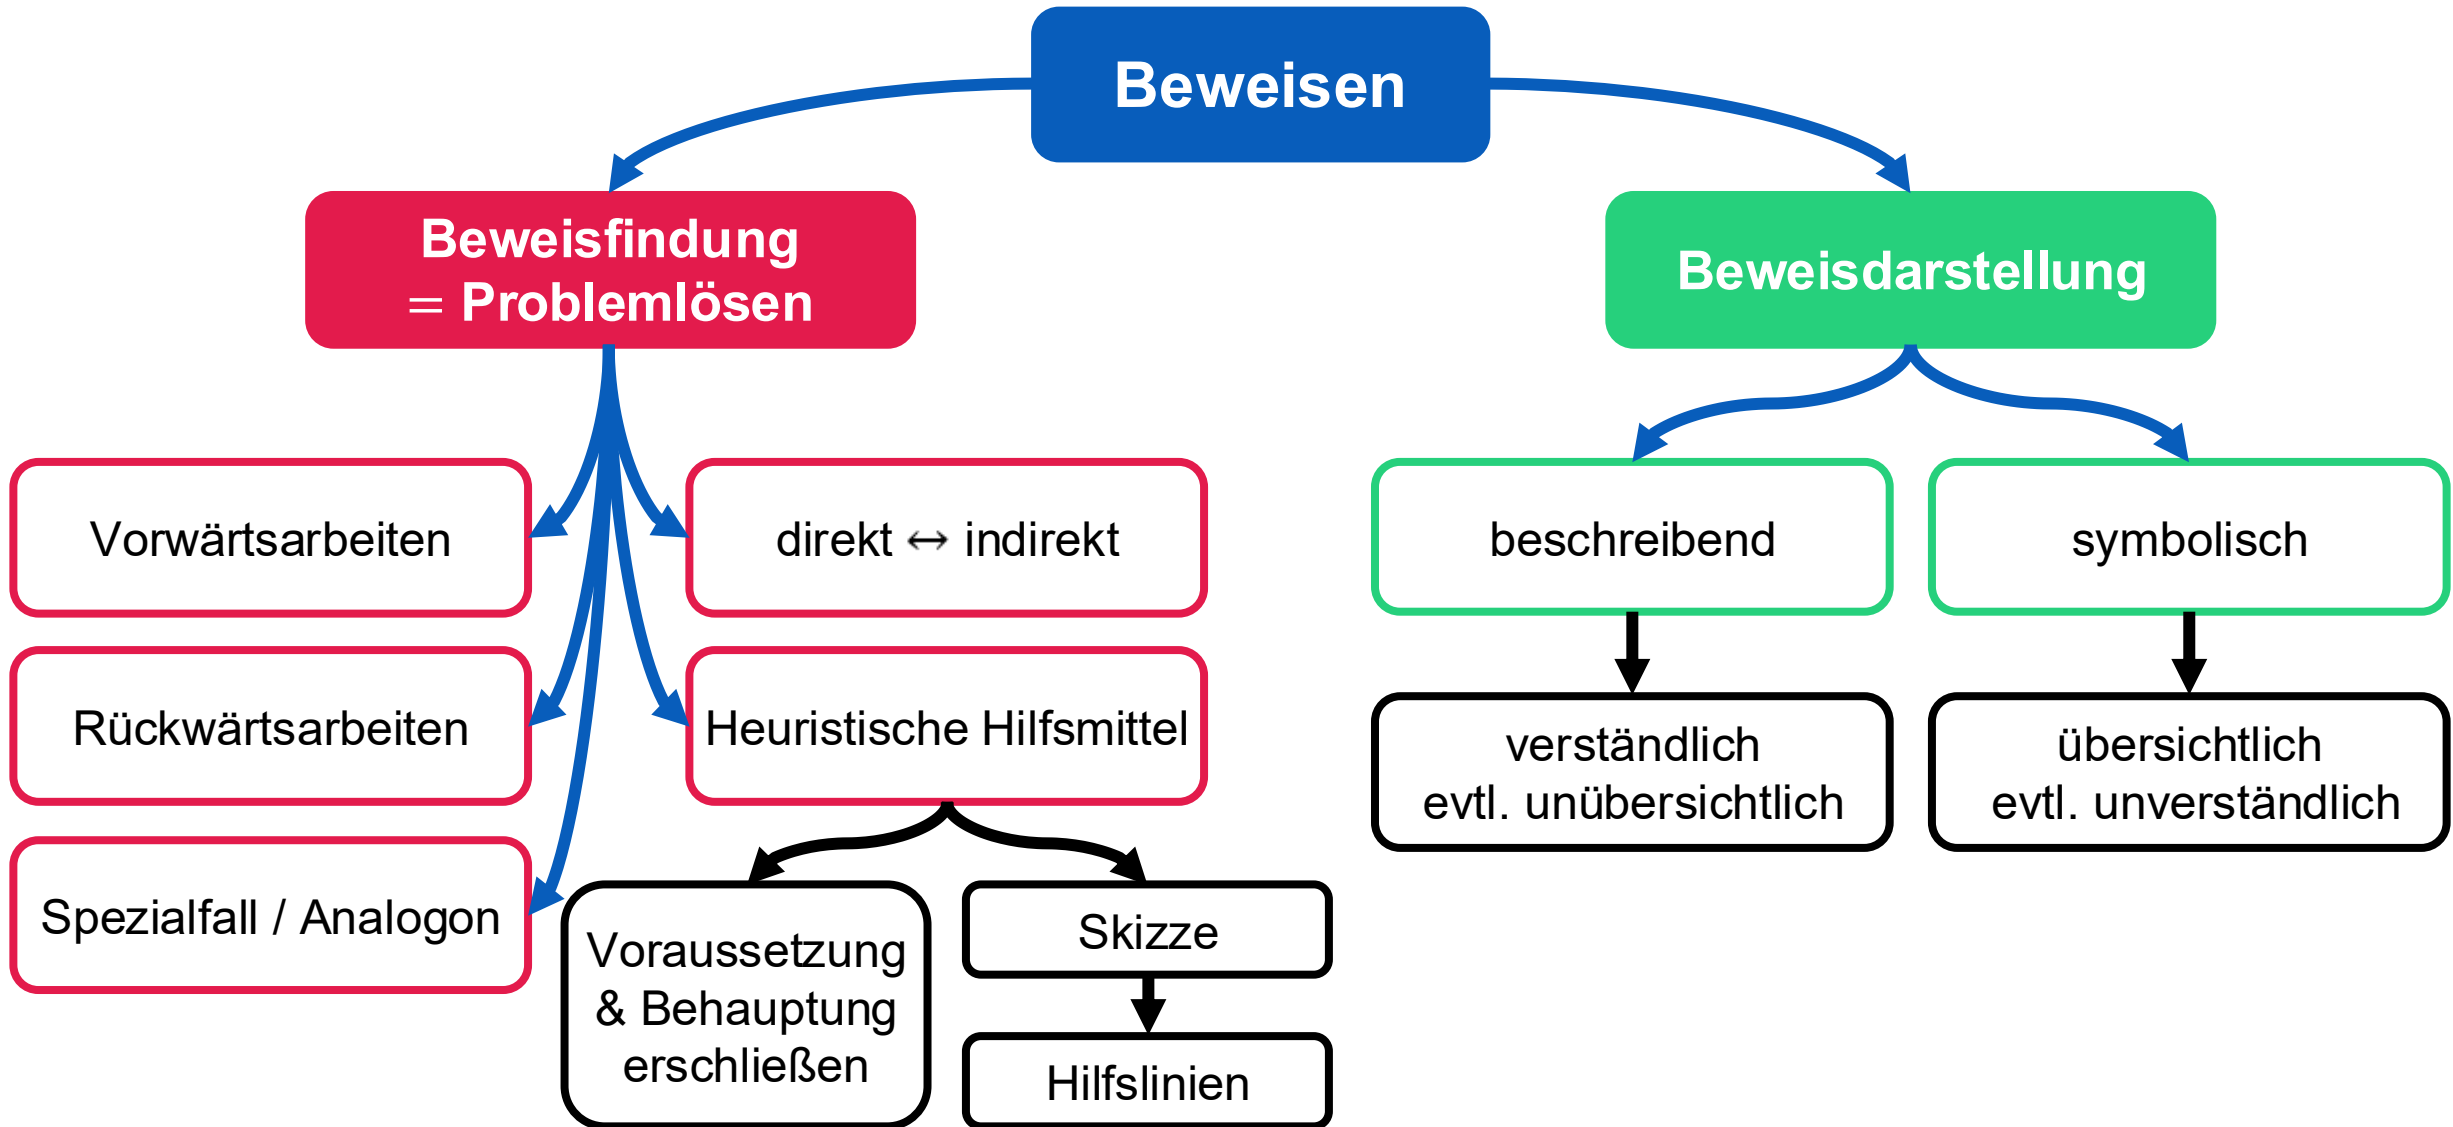 Beweisen
Beweisfindung
= Problemlösen
Beweisdarstellung
Vorwärtsarbeiten
direkt ↔ indirekt
beschreibend
symbolisch
Rückwärtsarbeiten
Heuristische Hilfsmittel
verständlich
evtl. unübersichtlich
übersichtlich
evtl. unverständlich
Spezialfall / Analogon
Voraussetzung
& Behauptung
erschließen
Skizze
Hilfslinien